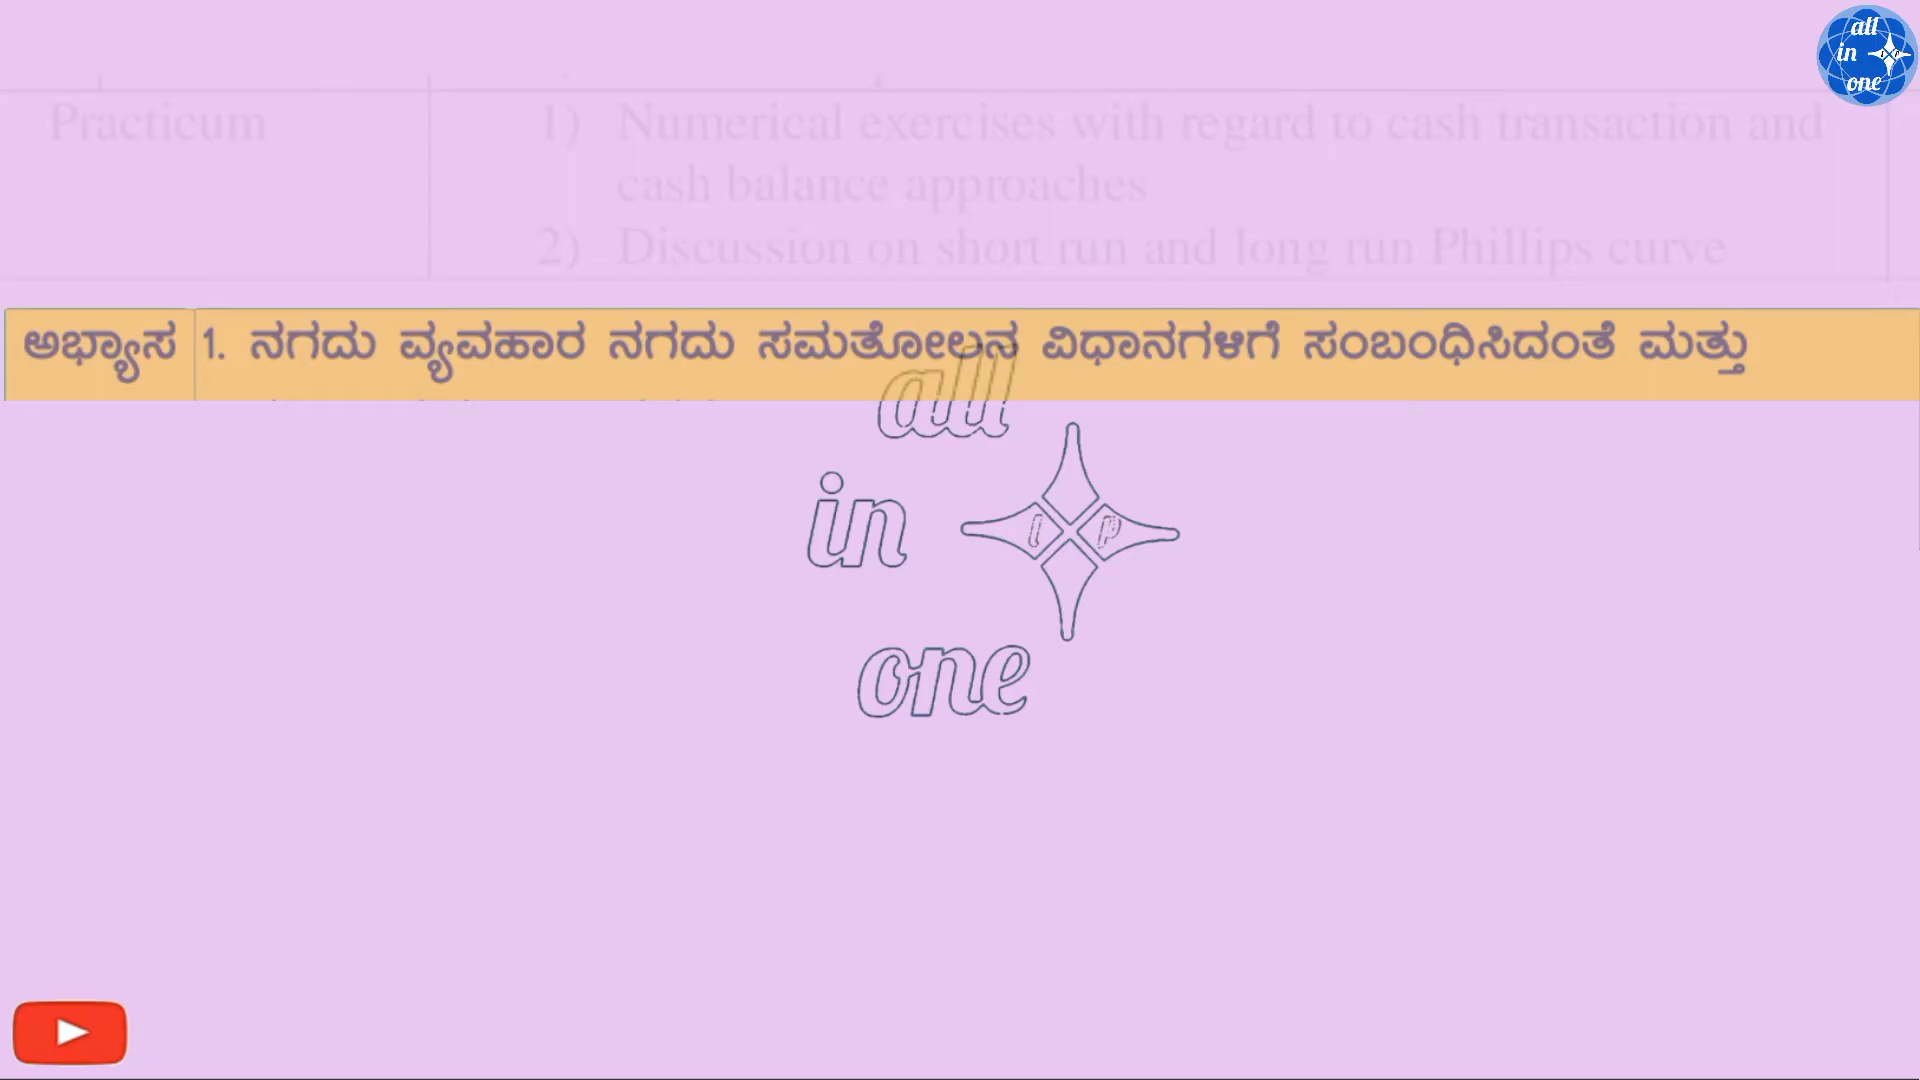 all
in
one
Practicum 1) Numerical exercises with regard to cash transaction and
cash balance approaches
2) Discussion on short run and long run Phillips curve
ಅಭ್ಯಾಸ 1. ನಗದು ವ್ಯವಹಾರ ನಗದು ಸಮತೋಲನ ವಿಧಾನಗಳಿಗೆ ಸಂಬಂಧಿಸಿದಂತೆ ಮತ್ತು
all
in I P
one